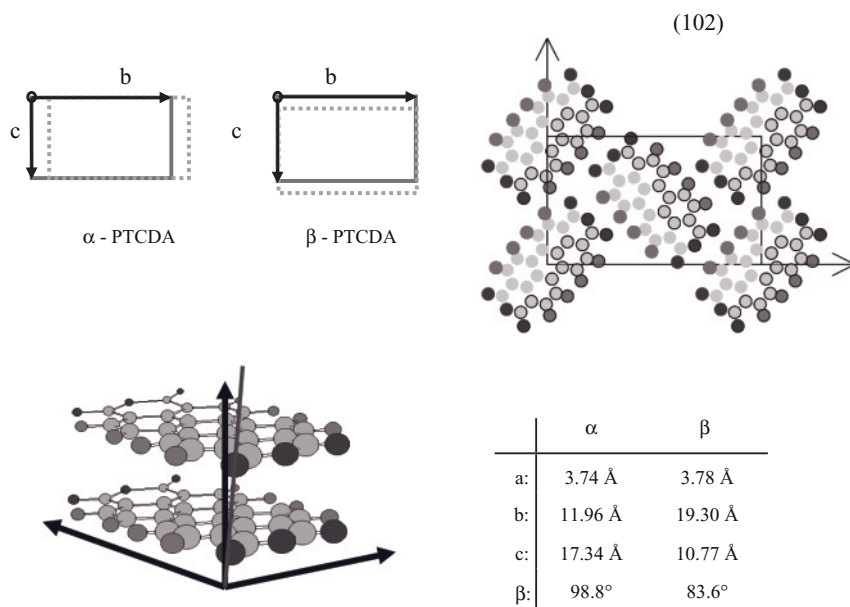 (102)
b
b
c
c
α - PTCDA
β - PTCDA
α β
a: 3.74 Å 3.78 Å
b: 11.96 Å 19.30 Å
c: 17.34 Å 10.77 Å
β: 98.8° 83.6°